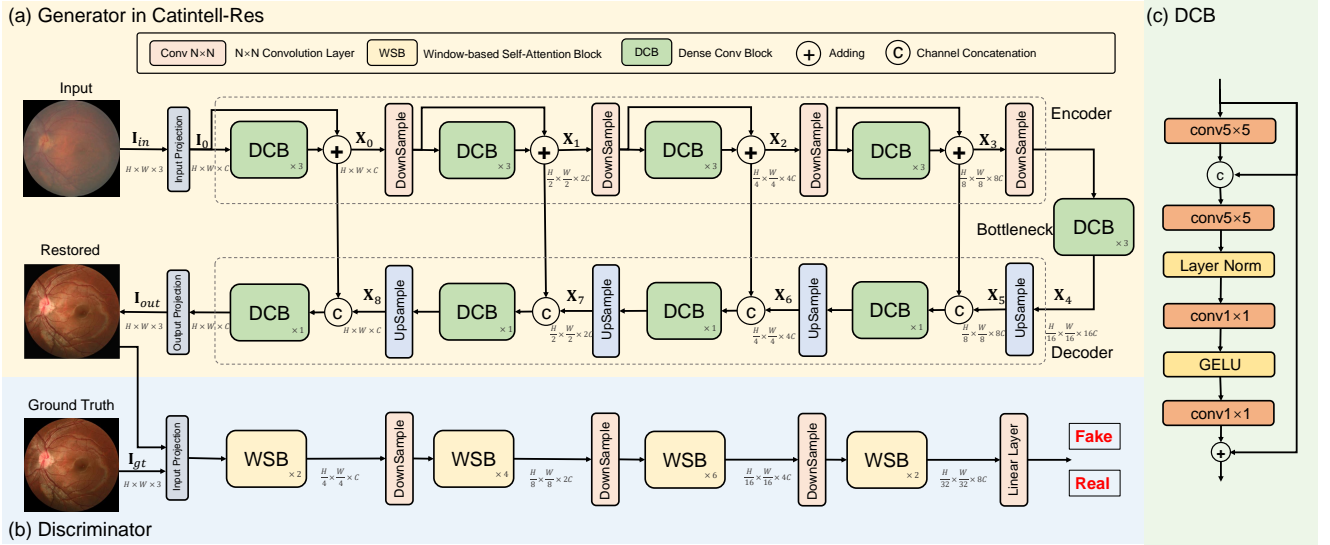 (a) Generator in Catintell-Res
(c) DCB
Conv N×N N×N Convolution Layer WSB Window-based Self-Attention Block DCB Dense Conv Block + Adding C Channel Concatenation
Input
Encoder
I_in
H × W × 3
Input Projection
I_0
H × W × C
DCB ×3
+
X_0
H × W × C
DownSample
DCB ×3
+
X_1
H/2 × W/2 × 2C
DownSample
DCB ×3
+
X_2
H/4 × W/4 × 4C
DownSample
DCB ×3
+
X_3
H/8 × W/8 × 8C
DownSample
Bottleneck
DCB ×3
Restored
I_out
H × W × 3
Output Projection
H × W × C
DCB ×1
C
X_8
H × W × C
UpSample
DCB ×1
C
X_7
H/2 × W/2 × 2C
UpSample
DCB ×1
C
X_6
H/4 × W/4 × 4C
UpSample
DCB ×1
C
X_5
H/8 × W/8 × 8C
UpSample
X_4
H/16 × W/16 × 16C
Decoder
Ground Truth
I_gt
H × W × 3
Input Projection
WSB ×2
H/4 × W/4 × C
DownSample
WSB ×4
H/8 × W/8 × 2C
DownSample
WSB ×6
H/16 × W/16 × 4C
DownSample
WSB ×2
H/32 × W/32 × 8C
Linear Layer
Fake
Real
(b) Discriminator
conv5×5
C
conv5×5
Layer Norm
conv1×1
GELU
conv1×1
+